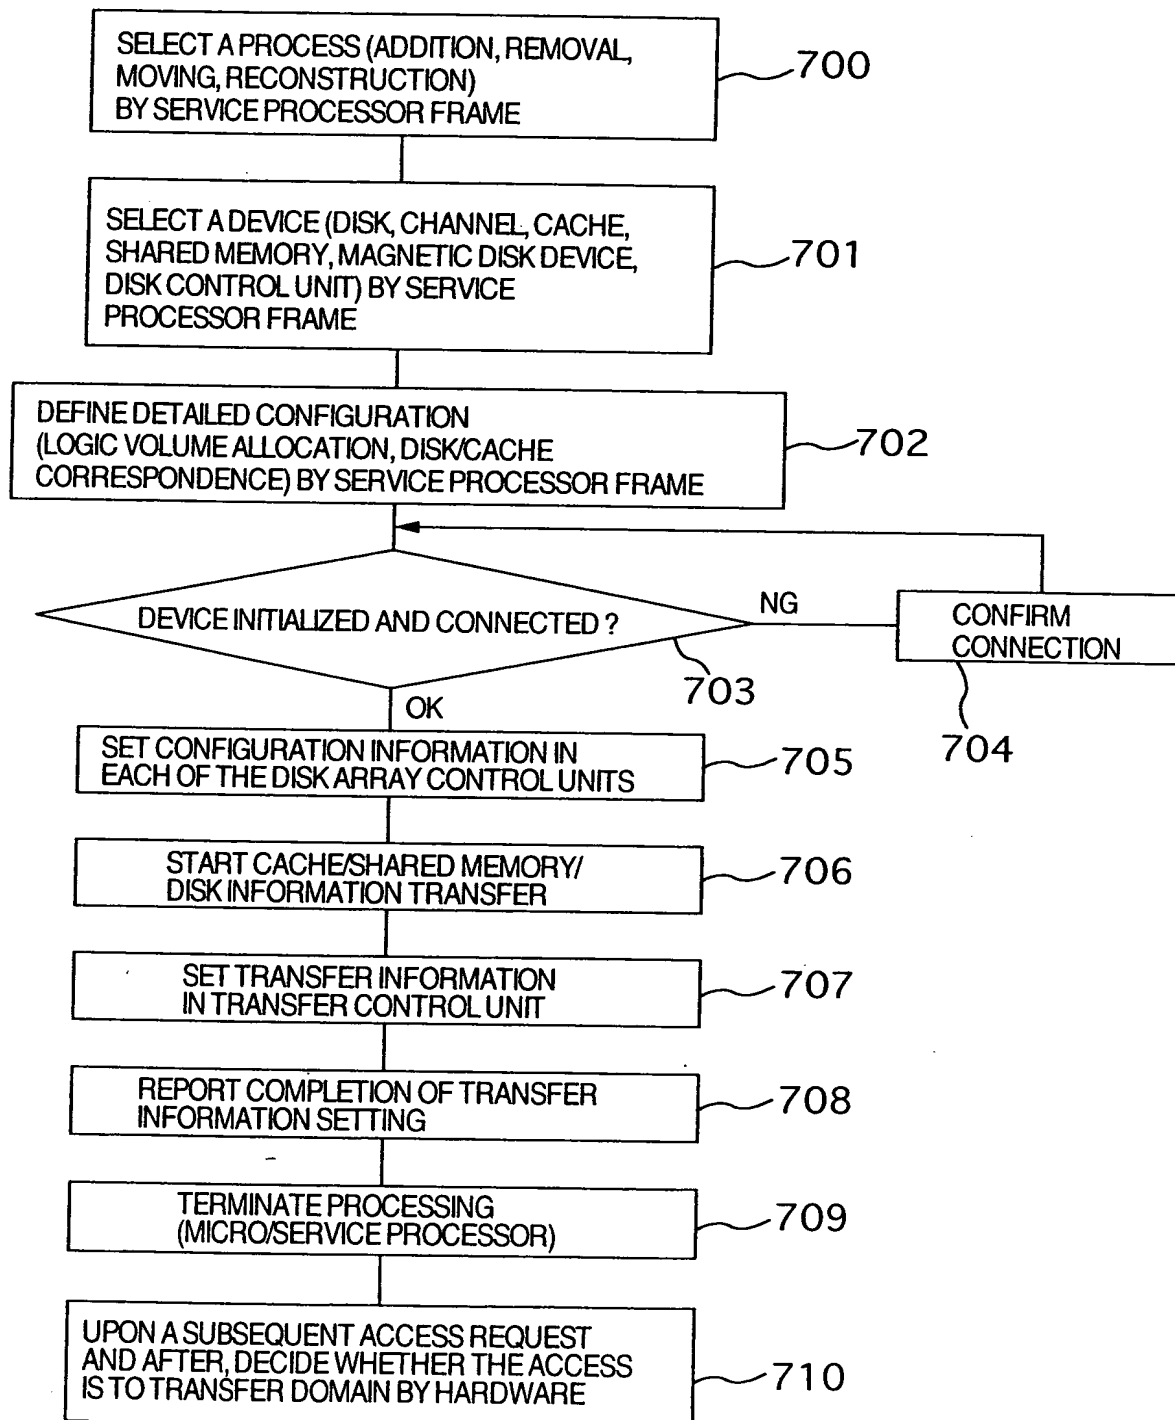 SELECT A PROCESS (ADDITION, REMOVAL,
MOVING, RECONSTRUCTION)
BY SERVICE PROCESSOR FRAME
700
SELECT A DEVICE (DISK, CHANNEL, CACHE,
SHARED MEMORY, MAGNETIC DISK DEVICE,
DISK CONTROL UNIT) BY SERVICE
PROCESSOR FRAME
701
DEFINE DETAILED CONFIGURATION
(LOGIC VOLUME ALLOCATION, DISK/CACHE
CORRESPONDENCE) BY SERVICE PROCESSOR FRAME
702
DEVICE INITIALIZED AND CONNECTED ?
703
NG
CONFIRM
CONNECTION
704
OK
SET CONFIGURATION INFORMATION IN
EACH OF THE DISK ARRAY CONTROL UNITS
705
START CACHE/SHARED MEMORY/
DISK INFORMATION TRANSFER
706
SET TRANSFER INFORMATION
IN TRANSFER CONTROL UNIT
707
REPORT COMPLETION OF TRANSFER
INFORMATION SETTING
708
TERMINATE PROCESSING
(MICRO/SERVICE PROCESSOR)
709
UPON A SUBSEQUENT ACCESS REQUEST
AND AFTER, DECIDE WHETHER THE ACCESS
IS TO TRANSFER DOMAIN BY HARDWARE
710